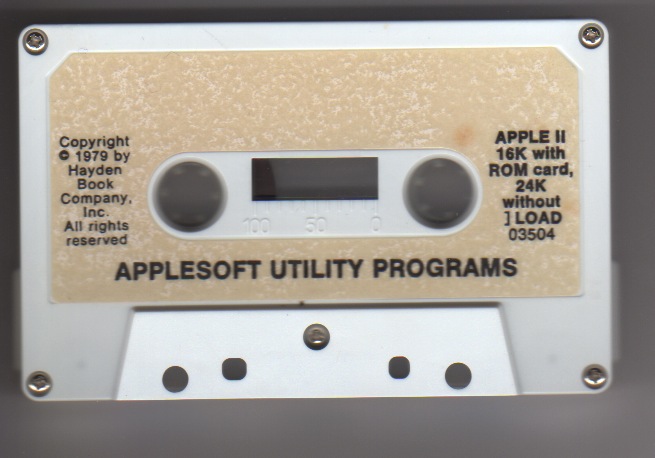 Copyright
© 1979 by
Hayden
Book
Company,
Inc.
All rights
reserved
APPLE II
16K with
ROM card,
24K
without
] LOAD
03504
100 50 0
APPLESOFT UTILITY PROGRAMS